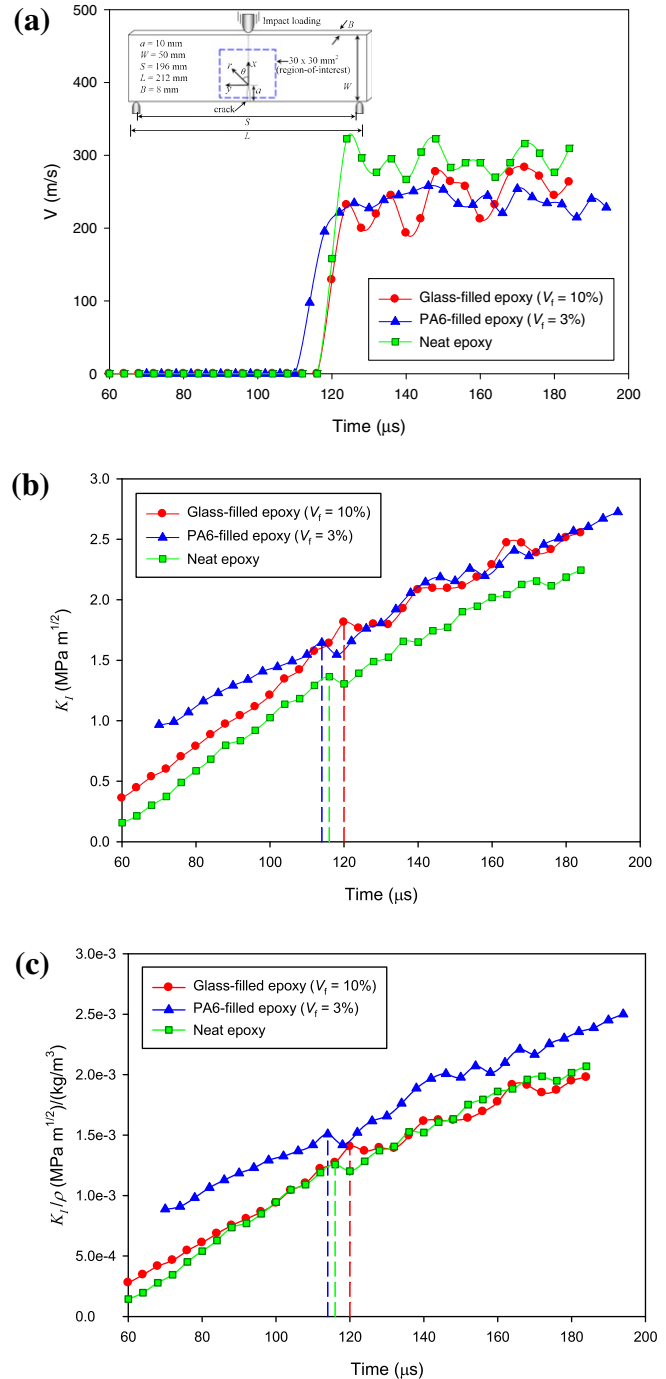 (a)
500
400
300
200
100
0
V (m/s)
Impact loading
B
a = 10 mm
W = 50 mm
S = 196 mm
L = 212 mm
B = 8 mm
30 x 30 mm²
(region-of-interest)
r
θ
x
y
a
W
crack
S
L
Glass-filled epoxy (Vf = 10%)
PA6-filled epoxy (Vf = 3%)
Neat epoxy
60 80 100 120 140 160 180 200
Time (μs)
(b)
3.0
2.5
2.0
1.5
1.0
0.5
0.0
KI (MPa m1/2)
Glass-filled epoxy (Vf = 10%)
PA6-filled epoxy (Vf = 3%)
Neat epoxy
60 80 100 120 140 160 180 200
Time (μs)
(c)
3.0e-3
2.5e-3
2.0e-3
1.5e-3
1.0e-3
5.0e-4
0.0
KI/ρ (MPa m1/2)/(kg/m3)
Glass-filled epoxy (Vf = 10%)
PA6-filled epoxy (Vf = 3%)
Neat epoxy
60 80 100 120 140 160 180 200
Time (μs)